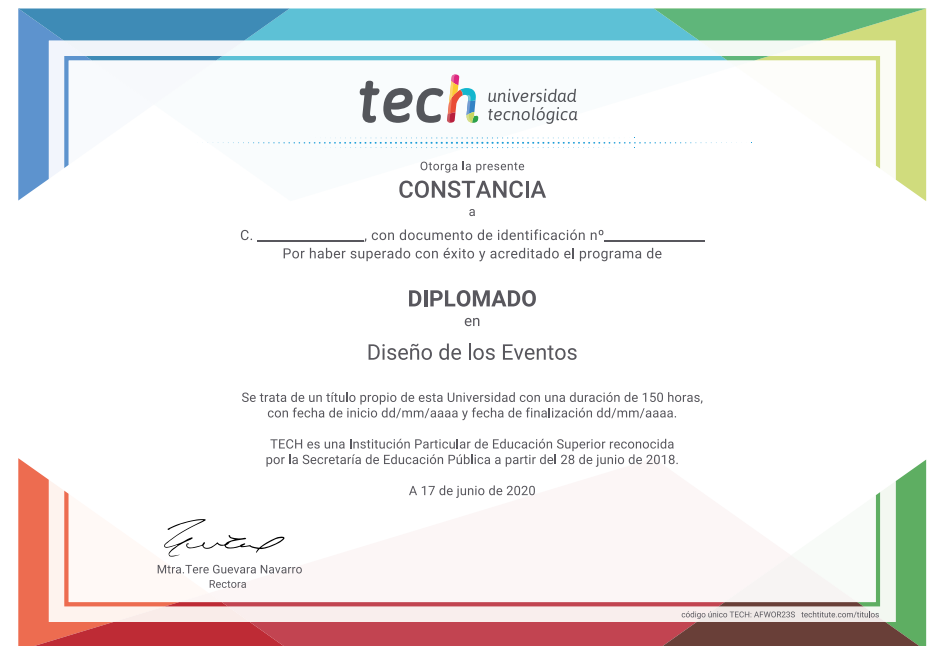 tech universidad
tecnológica
Otorga la presente
CONSTANCIA
a
C. ____________, con documento de identificación nº____________
Por haber superado con éxito y acreditado el programa de
DIPLOMADO
en
Diseño de los Eventos
Se trata de un título propio de esta Universidad con una duración de 150 horas,
con fecha de inicio dd/mm/aaaa y fecha de finalización dd/mm/aaaa.
TECH es una Institución Particular de Educación Superior reconocida
por la Secretaría de Educación Pública a partir del 28 de junio de 2018.
A 17 de junio de 2020
Mtra.Tere Guevara Navarro
Rectora
código único TECH: AFWOR23S techtitute.com/titulos